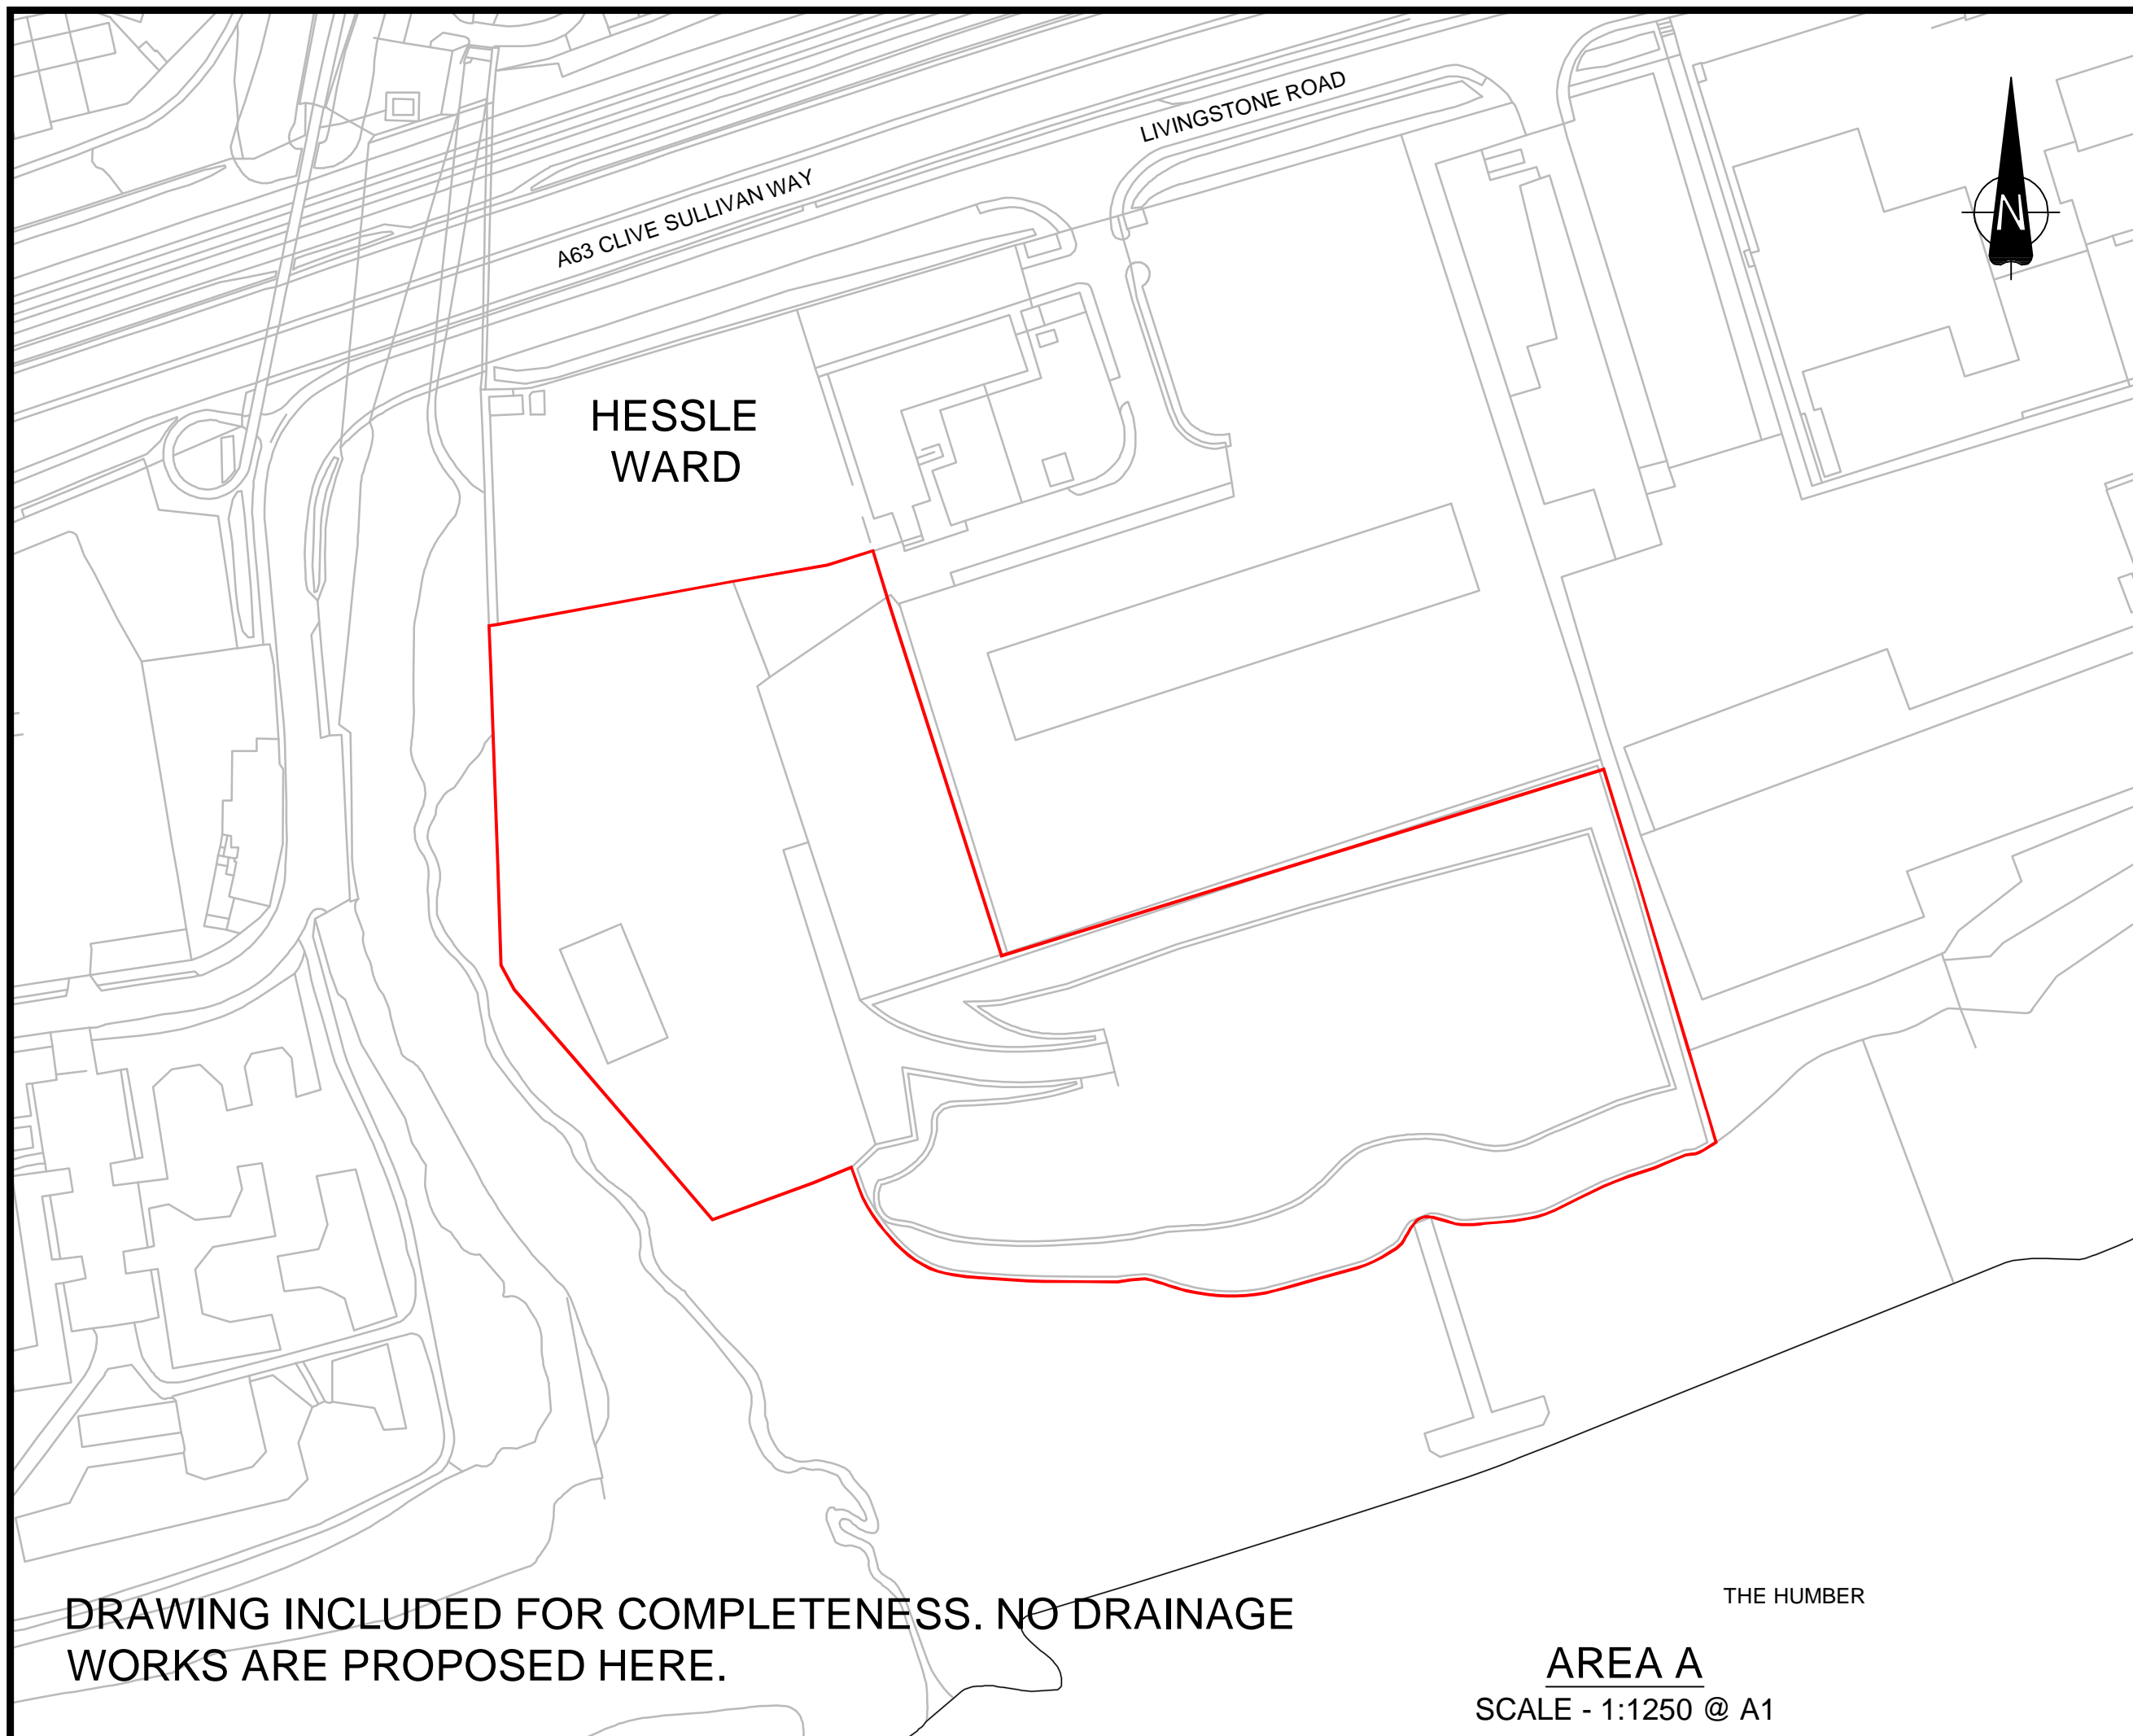 LIVINGSTONE ROAD
A63 CLIVE SULLIVAN WAY
N
HESSLE
WARD
DRAWING INCLUDED FOR COMPLETENESS. NO DRAINAGE
WORKS ARE PROPOSED HERE.
THE HUMBER
AREA A
SCALE - 1:1250 @ A1